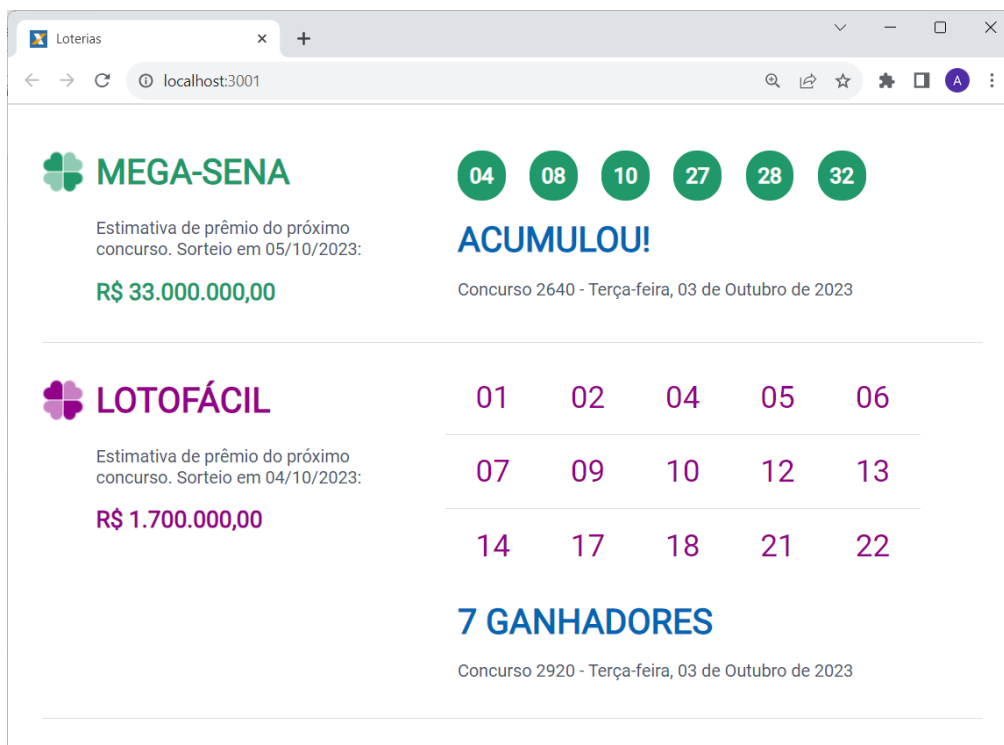 Loterias
localhost:3001
A
MEGA-SENA
Estimativa de prêmio do próximo
concurso. Sorteio em 05/10/2023:
R$ 33.000.000,00
04 08 10 27 28 32
ACUMULOU!
Concurso 2640 - Terça-feira, 03 de Outubro de 2023
LOTOFÁCIL
Estimativa de prêmio do próximo
concurso. Sorteio em 04/10/2023:
R$ 1.700.000,00
01 02 04 05 06
07 09 10 12 13
14 17 18 21 22
7 GANHADORES
Concurso 2920 - Terça-feira, 03 de Outubro de 2023